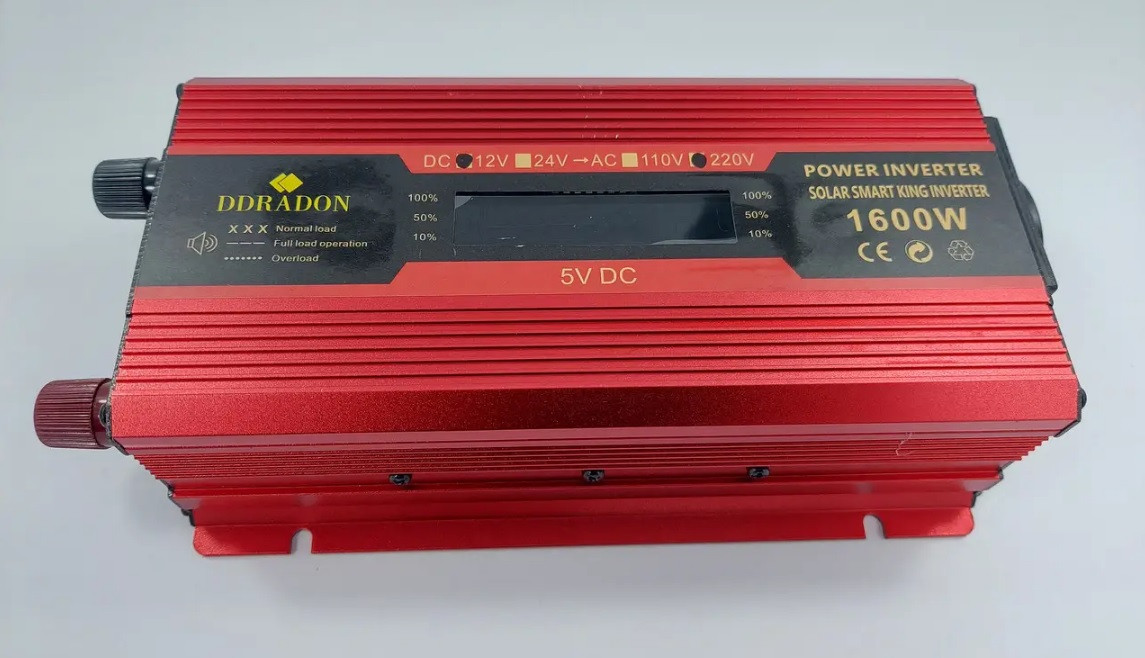 DC 12V 24V → AC 110V 220V
DDRADON
X X X Normal load
--- Full load operation
....... Overload
100%
50%
10%
100%
50%
10%
POWER INVERTER
SOLAR SMART KING INVERTER
1600W
CE
5V DC